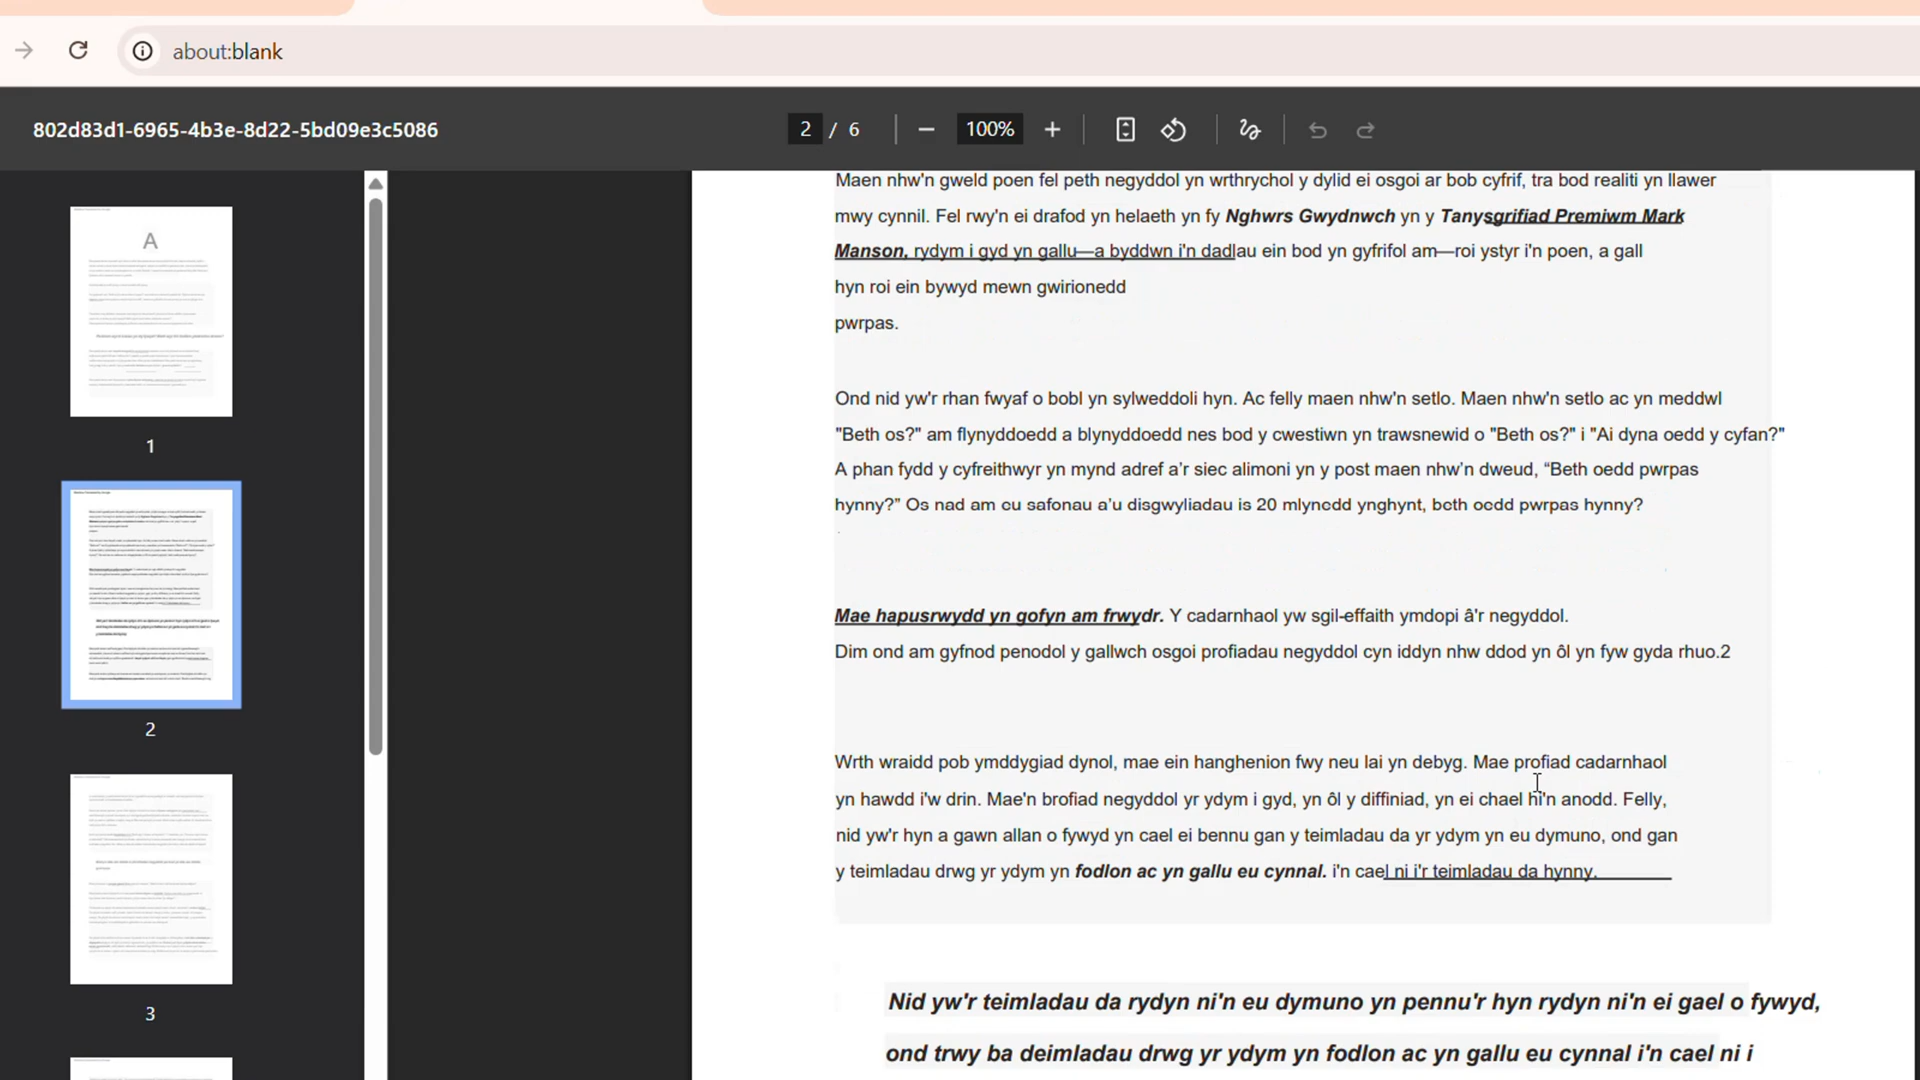 about:blank
802d83d1-6965-4b3e-8d22-5bd09e3c5086
2 / 6
100%
A
1
2
3
Maen nhw'n gweld poen fel peth negyddol yn wrthrychol y dylid ei osgoi ar bob cyfrif, tra bod realiti yn llawer
mwy cynnil. Fel rwy'n ei drafod yn helaeth yn fy Nghwrs Gwydnwch yn y Tanysgrifiad Premiwm Mark
Manson, rydym i gyd yn gallu—a byddwn i'n dadlau ein bod yn gyfrifol am—roi ystyr i'n poen, a gall
hyn roi ein bywyd mewn gwirionedd
pwrpas.
Ond nid yw'r rhan fwyaf o bobl yn sylweddoli hyn. Ac felly maen nhw'n setlo. Maen nhw'n setlo ac yn meddwl
"Beth os?" am flynyddoedd a blynyddoedd nes bod y cwestiwn yn trawsnewid o "Beth os?" i "Ai dyna oedd y cyfan?"
A phan fydd y cyfreithwyr yn mynd adref a’r siec alimoni yn y post maen nhw’n dweud, “Beth oedd pwrpas
hynny?” Os nad am eu safonau a’u disgwyliadau is 20 mlynedd ynghynt, beth oedd pwrpas hynny?
Mae hapusrwydd yn gofyn am frwydr. Y cadarnhaol yw sgil-effaith ymdopi â'r negyddol.
Dim ond am gyfnod penodol y gallwch osgoi profiadau negyddol cyn iddyn nhw ddod yn ôl yn fyw gyda rhuo.2
Wrth wraidd pob ymddygiad dynol, mae ein hanghenion fwy neu lai yn debyg. Mae profiad cadarnhaol
yn hawdd i'w drin. Mae'n brofiad negyddol yr ydym i gyd, yn ôl y diffiniad, yn ei chael hi'n anodd. Felly,
nid yw'r hyn a gawn allan o fywyd yn cael ei bennu gan y teimladau da yr ydym yn eu dymuno, ond gan
y teimladau drwg yr ydym yn fodlon ac yn gallu eu cynnal. i'n cael ni i'r teimladau da hynny.
Nid yw'r teimladau da rydyn ni'n eu dymuno yn pennu'r hyn rydyn ni'n ei gael o fywyd,
ond trwy ba deimladau drwg yr ydym yn fodlon ac yn gallu eu cynnal i'n cael ni i